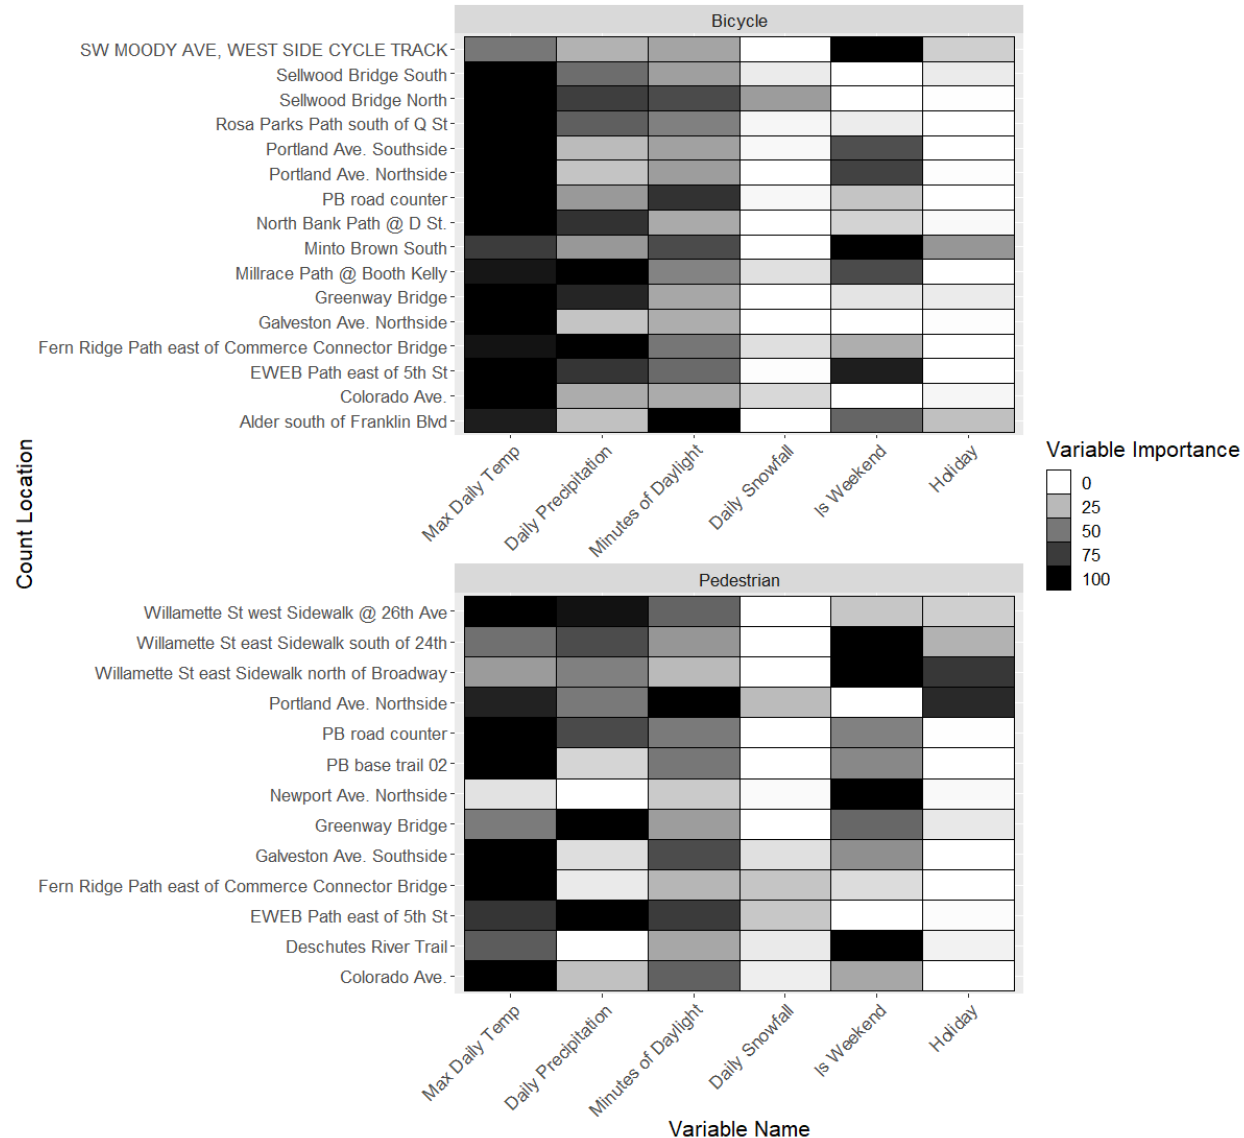 Bicycle
SW MOODY AVE, WEST SIDE CYCLE TRACK
Sellwood Bridge South
Sellwood Bridge North
Rosa Parks Path south of Q St
Portland Ave. Southside
Portland Ave. Northside
PB road counter
North Bank Path @ D St.
Minto Brown South
Millrace Path @ Booth Kelly
Greenway Bridge
Galveston Ave. Northside
Fern Ridge Path east of Commerce Connector Bridge
EWEB Path east of 5th St
Colorado Ave.
Alder south of Franklin Blvd
Max Daily Temp
Daily Precipitation
Minutes of Daylight
Daily Snowfall
Is Weekend
Holiday
Count Location
Variable Importance
0
25
50
75
100
Pedestrian
Willamette St west Sidewalk @ 26th Ave
Willamette St east Sidewalk south of 24th
Willamette St east Sidewalk north of Broadway
Portland Ave. Northside
PB road counter
PB base trail 02
Newport Ave. Northside
Greenway Bridge
Galveston Ave. Southside
Fern Ridge Path east of Commerce Connector Bridge
EWEB Path east of 5th St
Deschutes River Trail
Colorado Ave.
Max Daily Temp
Daily Precipitation
Minutes of Daylight
Daily Snowfall
Is Weekend
Holiday
Variable Name